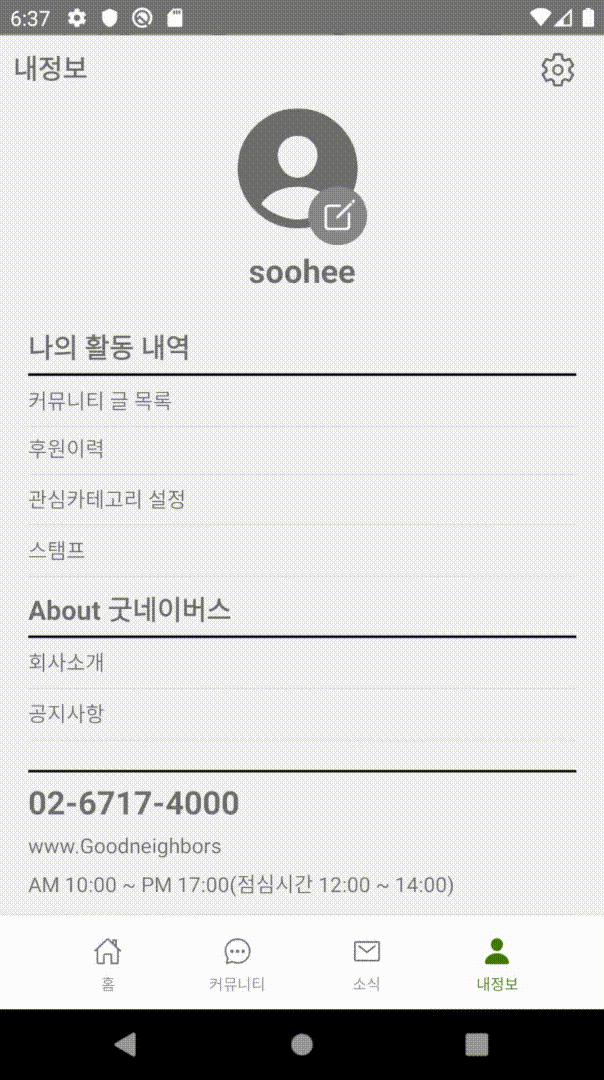 6:37
내정보
soohee
나의 활동 내역
커뮤니티 글 목록
후원이력
관심카테고리 설정
스탬프
About 굿네이버스
회사소개
공지사항
02-6717-4000
www.Goodneighbors
AM 10:00 ~ PM 17:00(점심시간 12:00 ~ 14:00)
홈 커뮤니티 소식 내정보